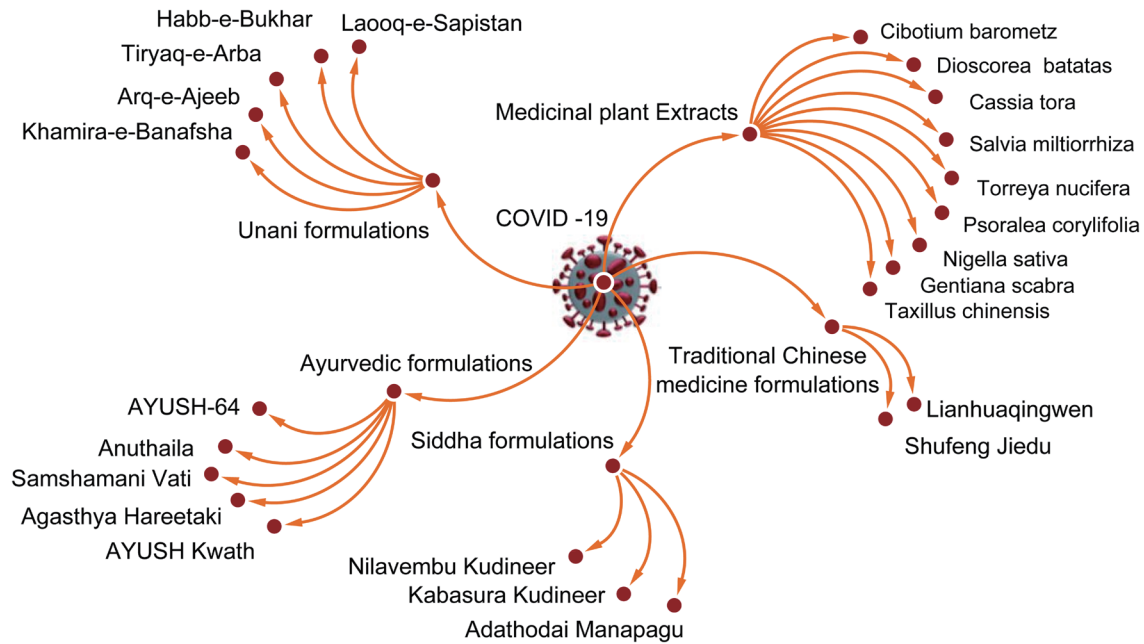 Habb-e-Bukhar
Laooq-e-Sapistan
Tiryaq-e-Arba
Arq-e-Ajeeb
Khamira-e-Banafsha
Unani formulations
COVID -19
Medicinal plant Extracts
Cibotium barometz
Dioscorea batatas
Cassia tora
Salvia miltiorrhiza
Torreya nucifera
Psoralea corylifolia
Nigella sativa
Gentiana scabra
Taxillus chinensis
Traditional Chinese
medicine formulations
Lianhuaqingwen
Shufeng Jiedu
Ayurvedic formulations
AYUSH-64
Anuthaila
Samshamani Vati
Agasthya Hareetaki
AYUSH Kwath
Siddha formulations
Nilavembu Kudineer
Kabasura Kudineer
Adathodai Manapagu